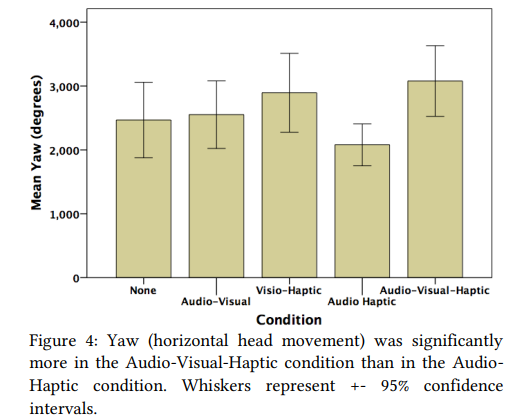 4,000
3,000
2,000
1,000
0
Mean Yaw (degrees)
None
Audio-Visual
Visio-Haptic
Audio Haptic
Audio-Visual-Haptic
Condition
Figure 4: Yaw (horizontal head movement) was significantly
more in the Audio-Visual-Haptic condition than in the Audio-
Haptic condition. Whiskers represent +- 95% confidence
intervals.